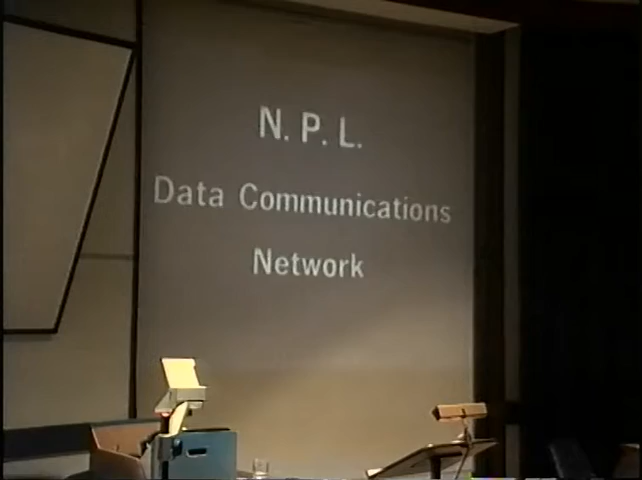 N. P. L.
Data Communications
Network